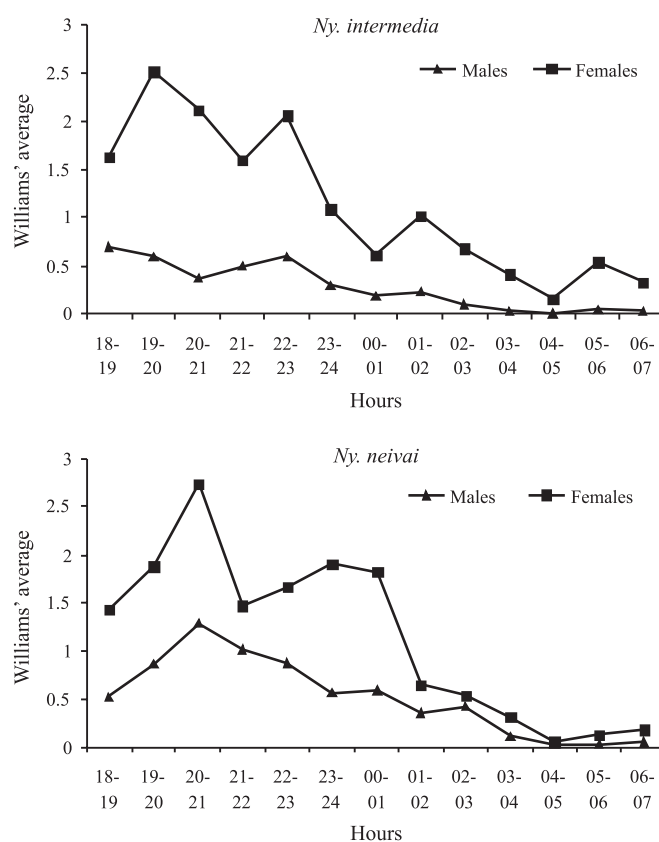 Ny. intermedia
Males
Females
Williams' average
3
2.5
2
1.5
1
0.5
0
18- 19- 20- 21- 22- 23- 00- 01- 02- 03- 04- 05- 06-
19 20 21 22 23 24 01 02 03 04 05 06 07
Hours
Ny. neivai
Males
Females
Williams' average
3
2.5
2
1.5
1
0.5
0
18- 19- 20- 21- 22- 23- 00- 01- 02- 03- 04- 05- 06-
19 20 21 22 23 24 01 02 03 04 05 06 07
Hours